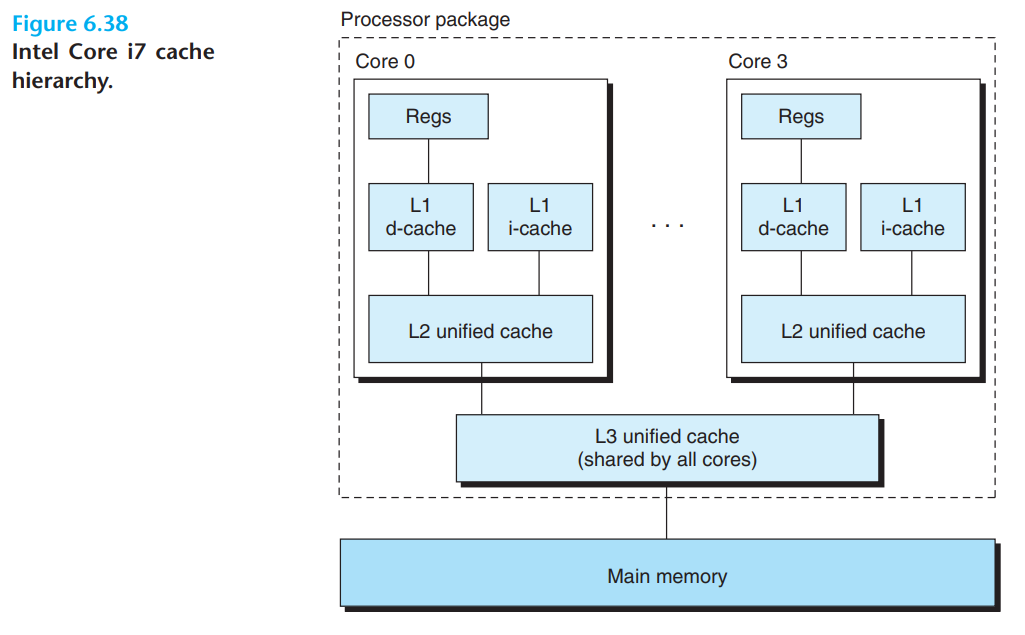 Figure 6.38
Intel Core i7 cache
hierarchy.
Processor package
Core 0
Regs
L1
d-cache
L1
i-cache
L2 unified cache
. . .
Core 3
Regs
L1
d-cache
L1
i-cache
L2 unified cache
L3 unified cache
(shared by all cores)
Main memory